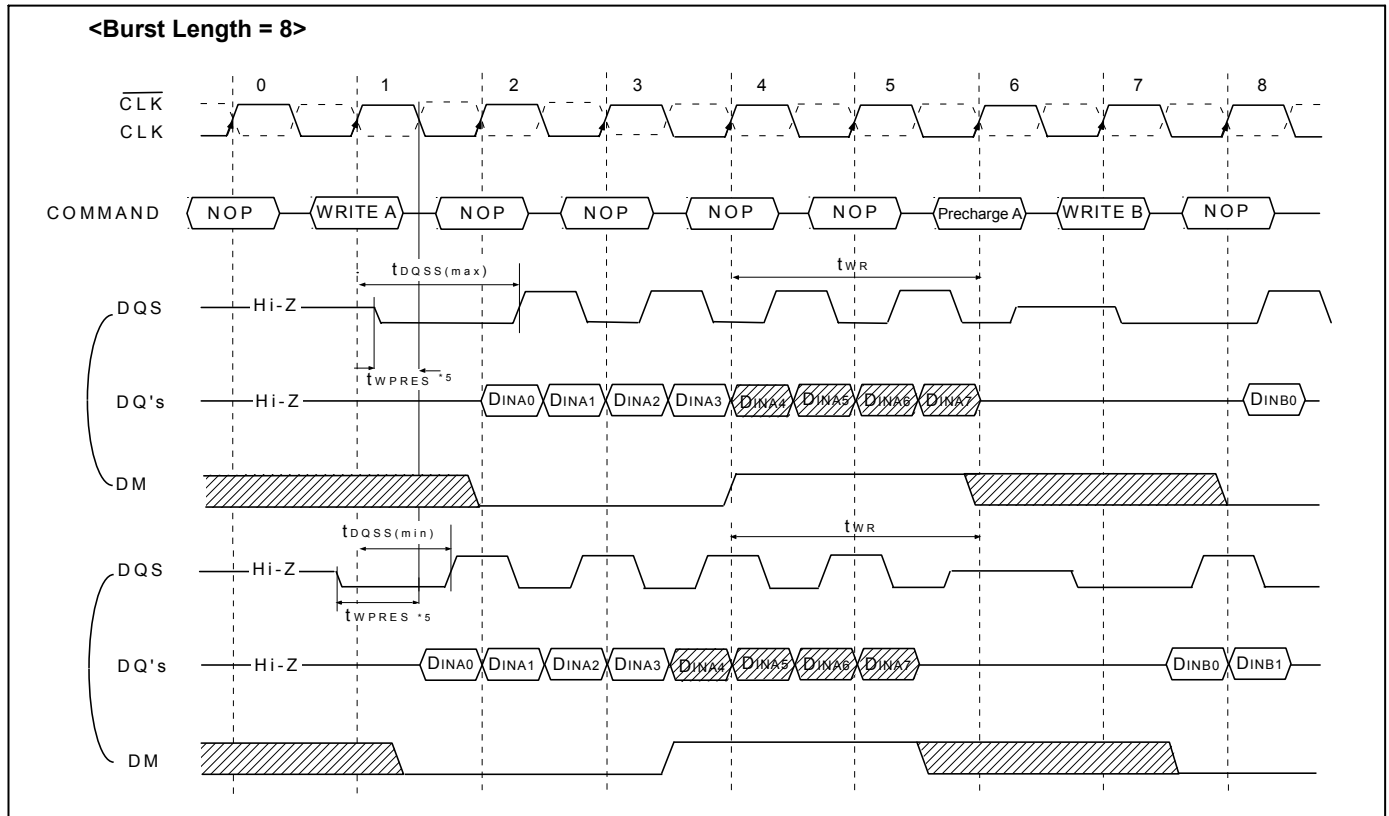 <Burst Length = 8>
0 1 2 3 4 5 6 7 8
CLK
CLK
COMMAND NOP WRITE A NOP NOP NOP NOP Precharge A WRITE B NOP
tDQSS(max) tWR
DQS Hi-Z
tWPRES *5
DQ's Hi-Z DINA0 DINA1 DINA2 DINA3 DINA4 DINA5 DINA6 DINA7 DINB0
DM
tDQSS(min) tWR
DQS Hi-Z
tWPRES *5
DQ's Hi-Z DINA0 DINA1 DINA2 DINA3 DINA4 DINA5 DINA6 DINA7 DINB0 DINB1
DM